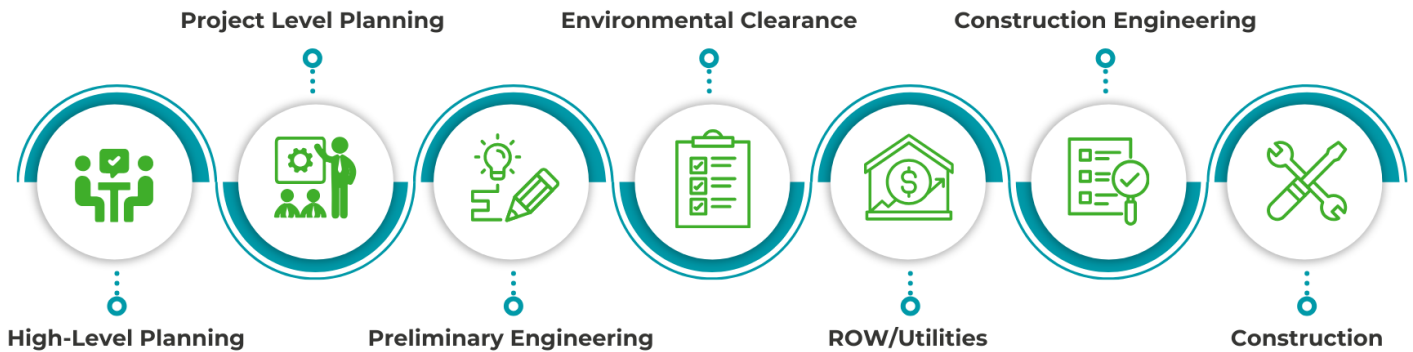 Project Level Planning
Environmental Clearance
Construction Engineering
$
High-Level Planning
Preliminary Engineering
ROW/Utilities
Construction